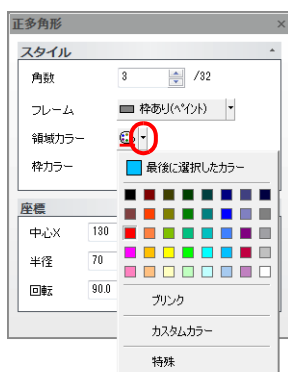 正多角形 ×
スタイル
角数 3 /32
フレーム 枠あり(ペイント)
領域カラー
枠カラー
最後に選択したカラー
座標
中心X 130
半径 70
回転 90.0
ブリンク
カスタムカラー
特殊